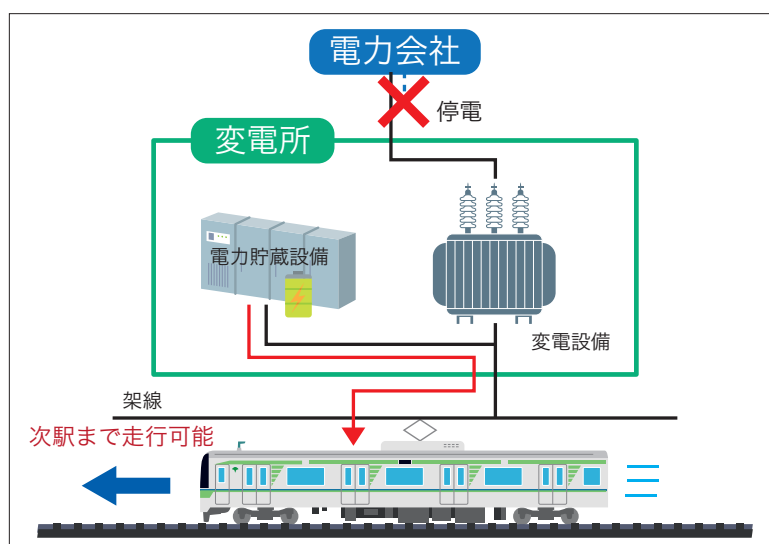 電力会社
停電
変電所
電力貯蔵設備
変電設備
架線
次駅まで走行可能